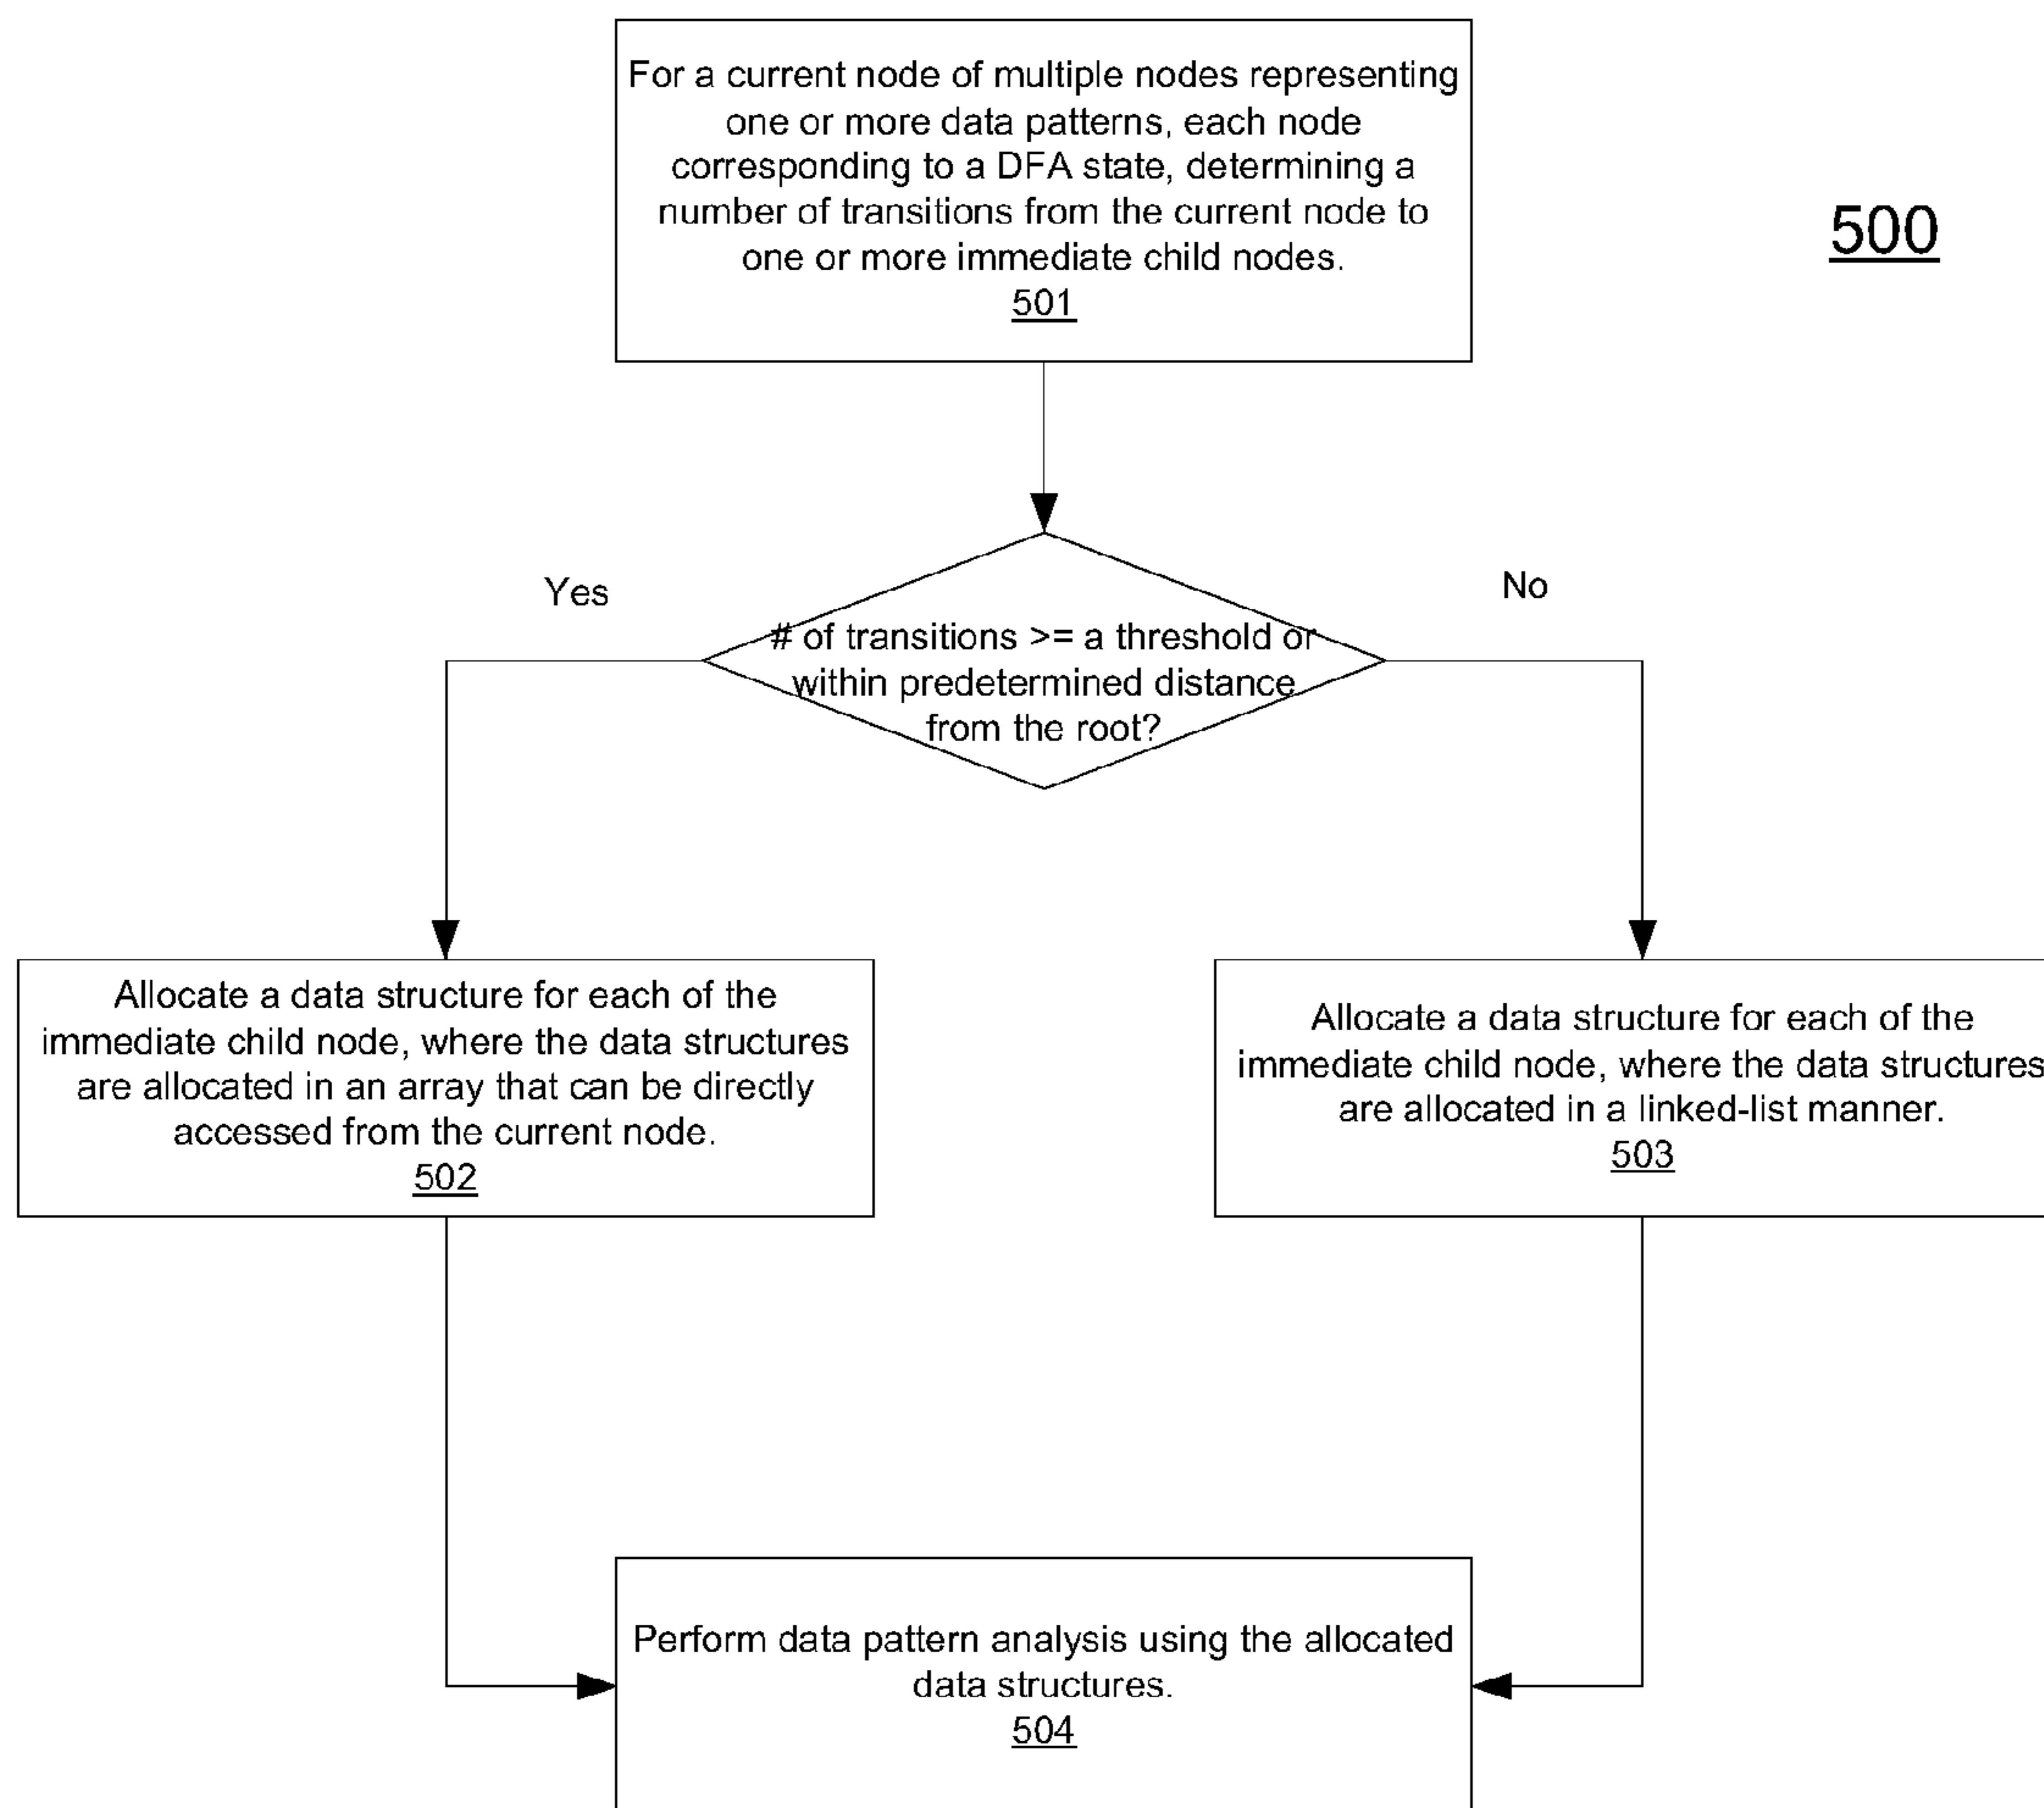 For a current node of multiple nodes representing
one or more data patterns, each node
corresponding to a DFA state, determining a
number of transitions from the current node to
one or more immediate child nodes.
501
500
Yes
No
# of transitions >= a threshold or
within predetermined distance
from the root?
Allocate a data structure for each of the
immediate child node, where the data structures
are allocated in an array that can be directly
accessed from the current node.
502
Allocate a data structure for each of the
immediate child node, where the data structures
are allocated in a linked-list manner.
503
Perform data pattern analysis using the allocated
data structures.
504